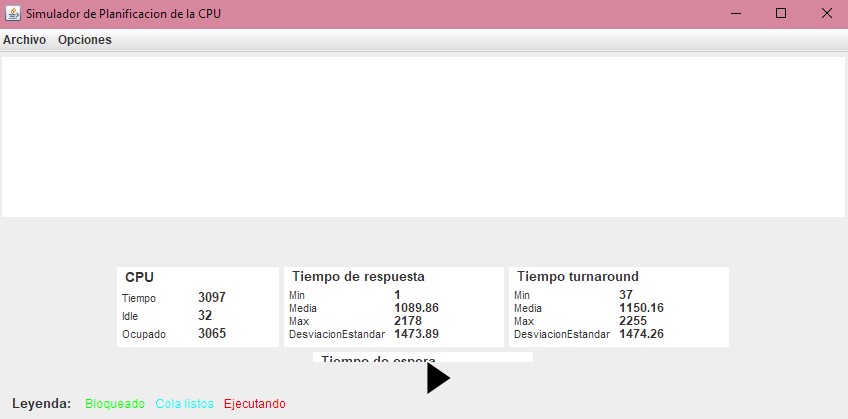 Simulador de Planificacion de la CPU
Archivo Opciones
CPU
Tiempo 3097
Idle 32
Ocupado 3065
Tiempo de respuesta
Min 1
Media 1089.86
Max 2178
DesviacionEstandar 1473.89
Tiempo turnaround
Min 37
Media 1150.16
Max 2255
DesviacionEstandar 1474.26
Tiempo de espera
Leyenda: Bloqueado Cola listos Ejecutando